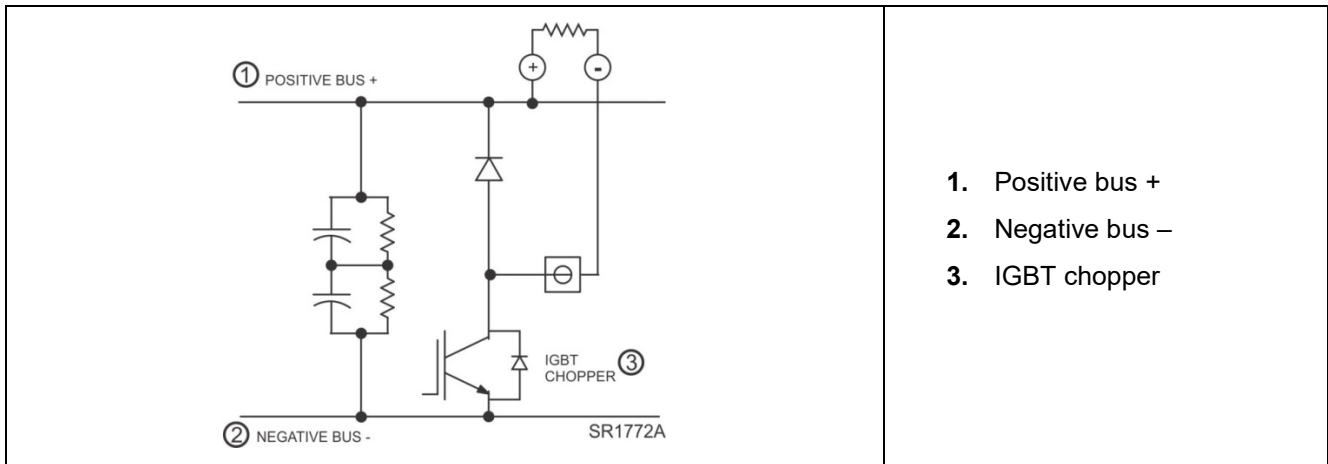 ① POSITIVE BUS +
+
-
IGBT
CHOPPER ③
② NEGATIVE BUS -
SR1772A
1. Positive bus +
2. Negative bus –
3. IGBT chopper